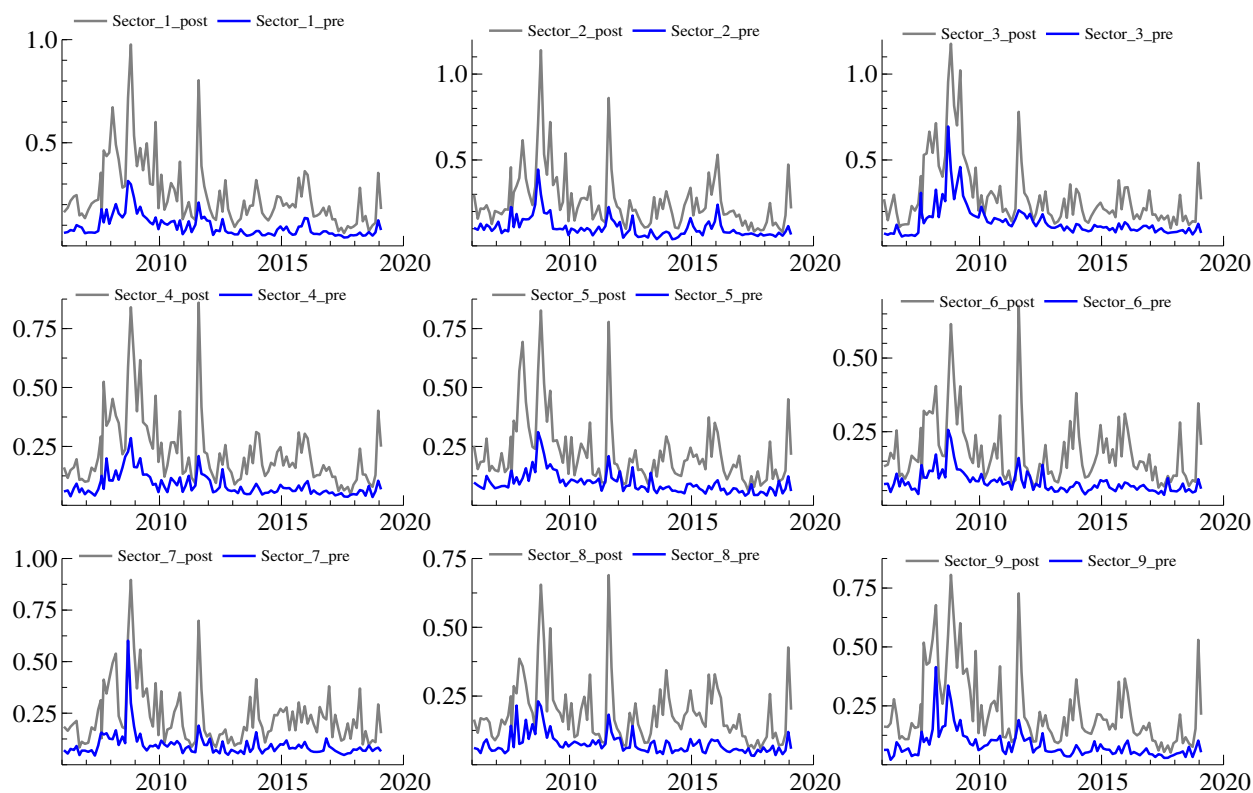 Sector_1_post Sector_1_pre
1.0
0.5
2010 2015 2020
Sector_2_post Sector_2_pre
1.0
0.5
2010 2015 2020
Sector_3_post Sector_3_pre
1.0
0.5
2010 2015 2020
Sector_4_post Sector_4_pre
0.75
0.50
0.25
2010 2015 2020
Sector_5_post Sector_5_pre
0.75
0.50
0.25
2010 2015 2020
Sector_6_post Sector_6_pre
0.50
0.25
2010 2015 2020
Sector_7_post Sector_7_pre
1.00
0.75
0.50
0.25
2010 2015 2020
Sector_8_post Sector_8_pre
0.75
0.50
0.25
2010 2015 2020
Sector_9_post Sector_9_pre
0.75
0.50
0.25
2010 2015 2020